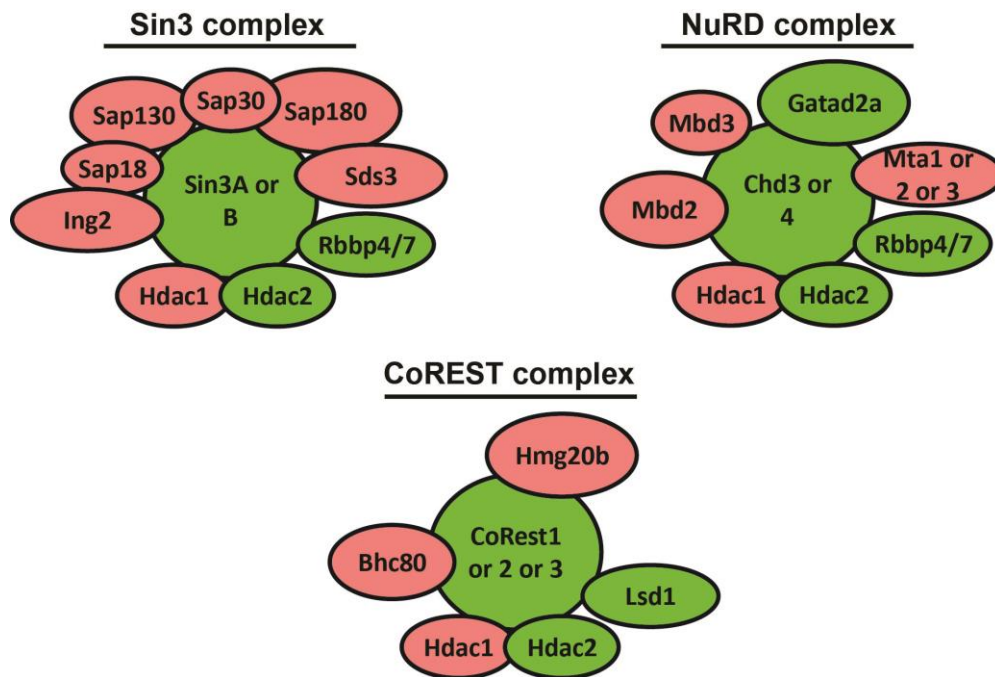 Sin3 complex
Sap130
Sap30
Sap180
Sap18
Sin3A or
B
Sds3
Ing2
Rbbp4/7
Hdac1
Hdac2
NuRD complex
Mbd3
Gatad2a
Mta1 or
2 or 3
Mbd2
Chd3 or
4
Rbbp4/7
Hdac1
Hdac2
CoREST complex
Hmg20b
Bhc80
CoRest1
or 2 or 3
Lsd1
Hdac1
Hdac2